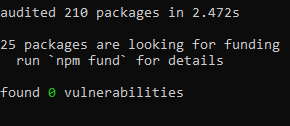 audited 210 packages in 2.472s
25 packages are looking for funding
run `npm fund` for details
found 0 vulnerabilities